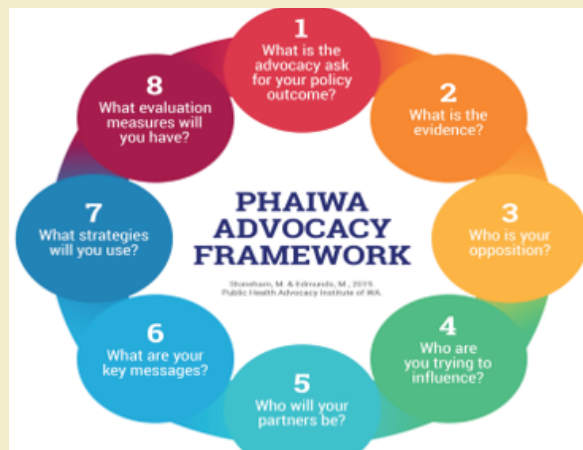 1
What is the
advocacy ask
for your policy
outcome?
2
What is the
evidence?
3
Who is your
opposition?
4
Who are
you trying to
influence?
5
Who will your
partners be?
6
What are your
key messages?
7
What strategies
will you use?
8
What evaluation
measures will
you have?
PHAIWA
ADVOCACY
FRAMEWORK
Stoneham, M. & Edmunds, M., 2019
Public Health Advocacy Institute of WA.